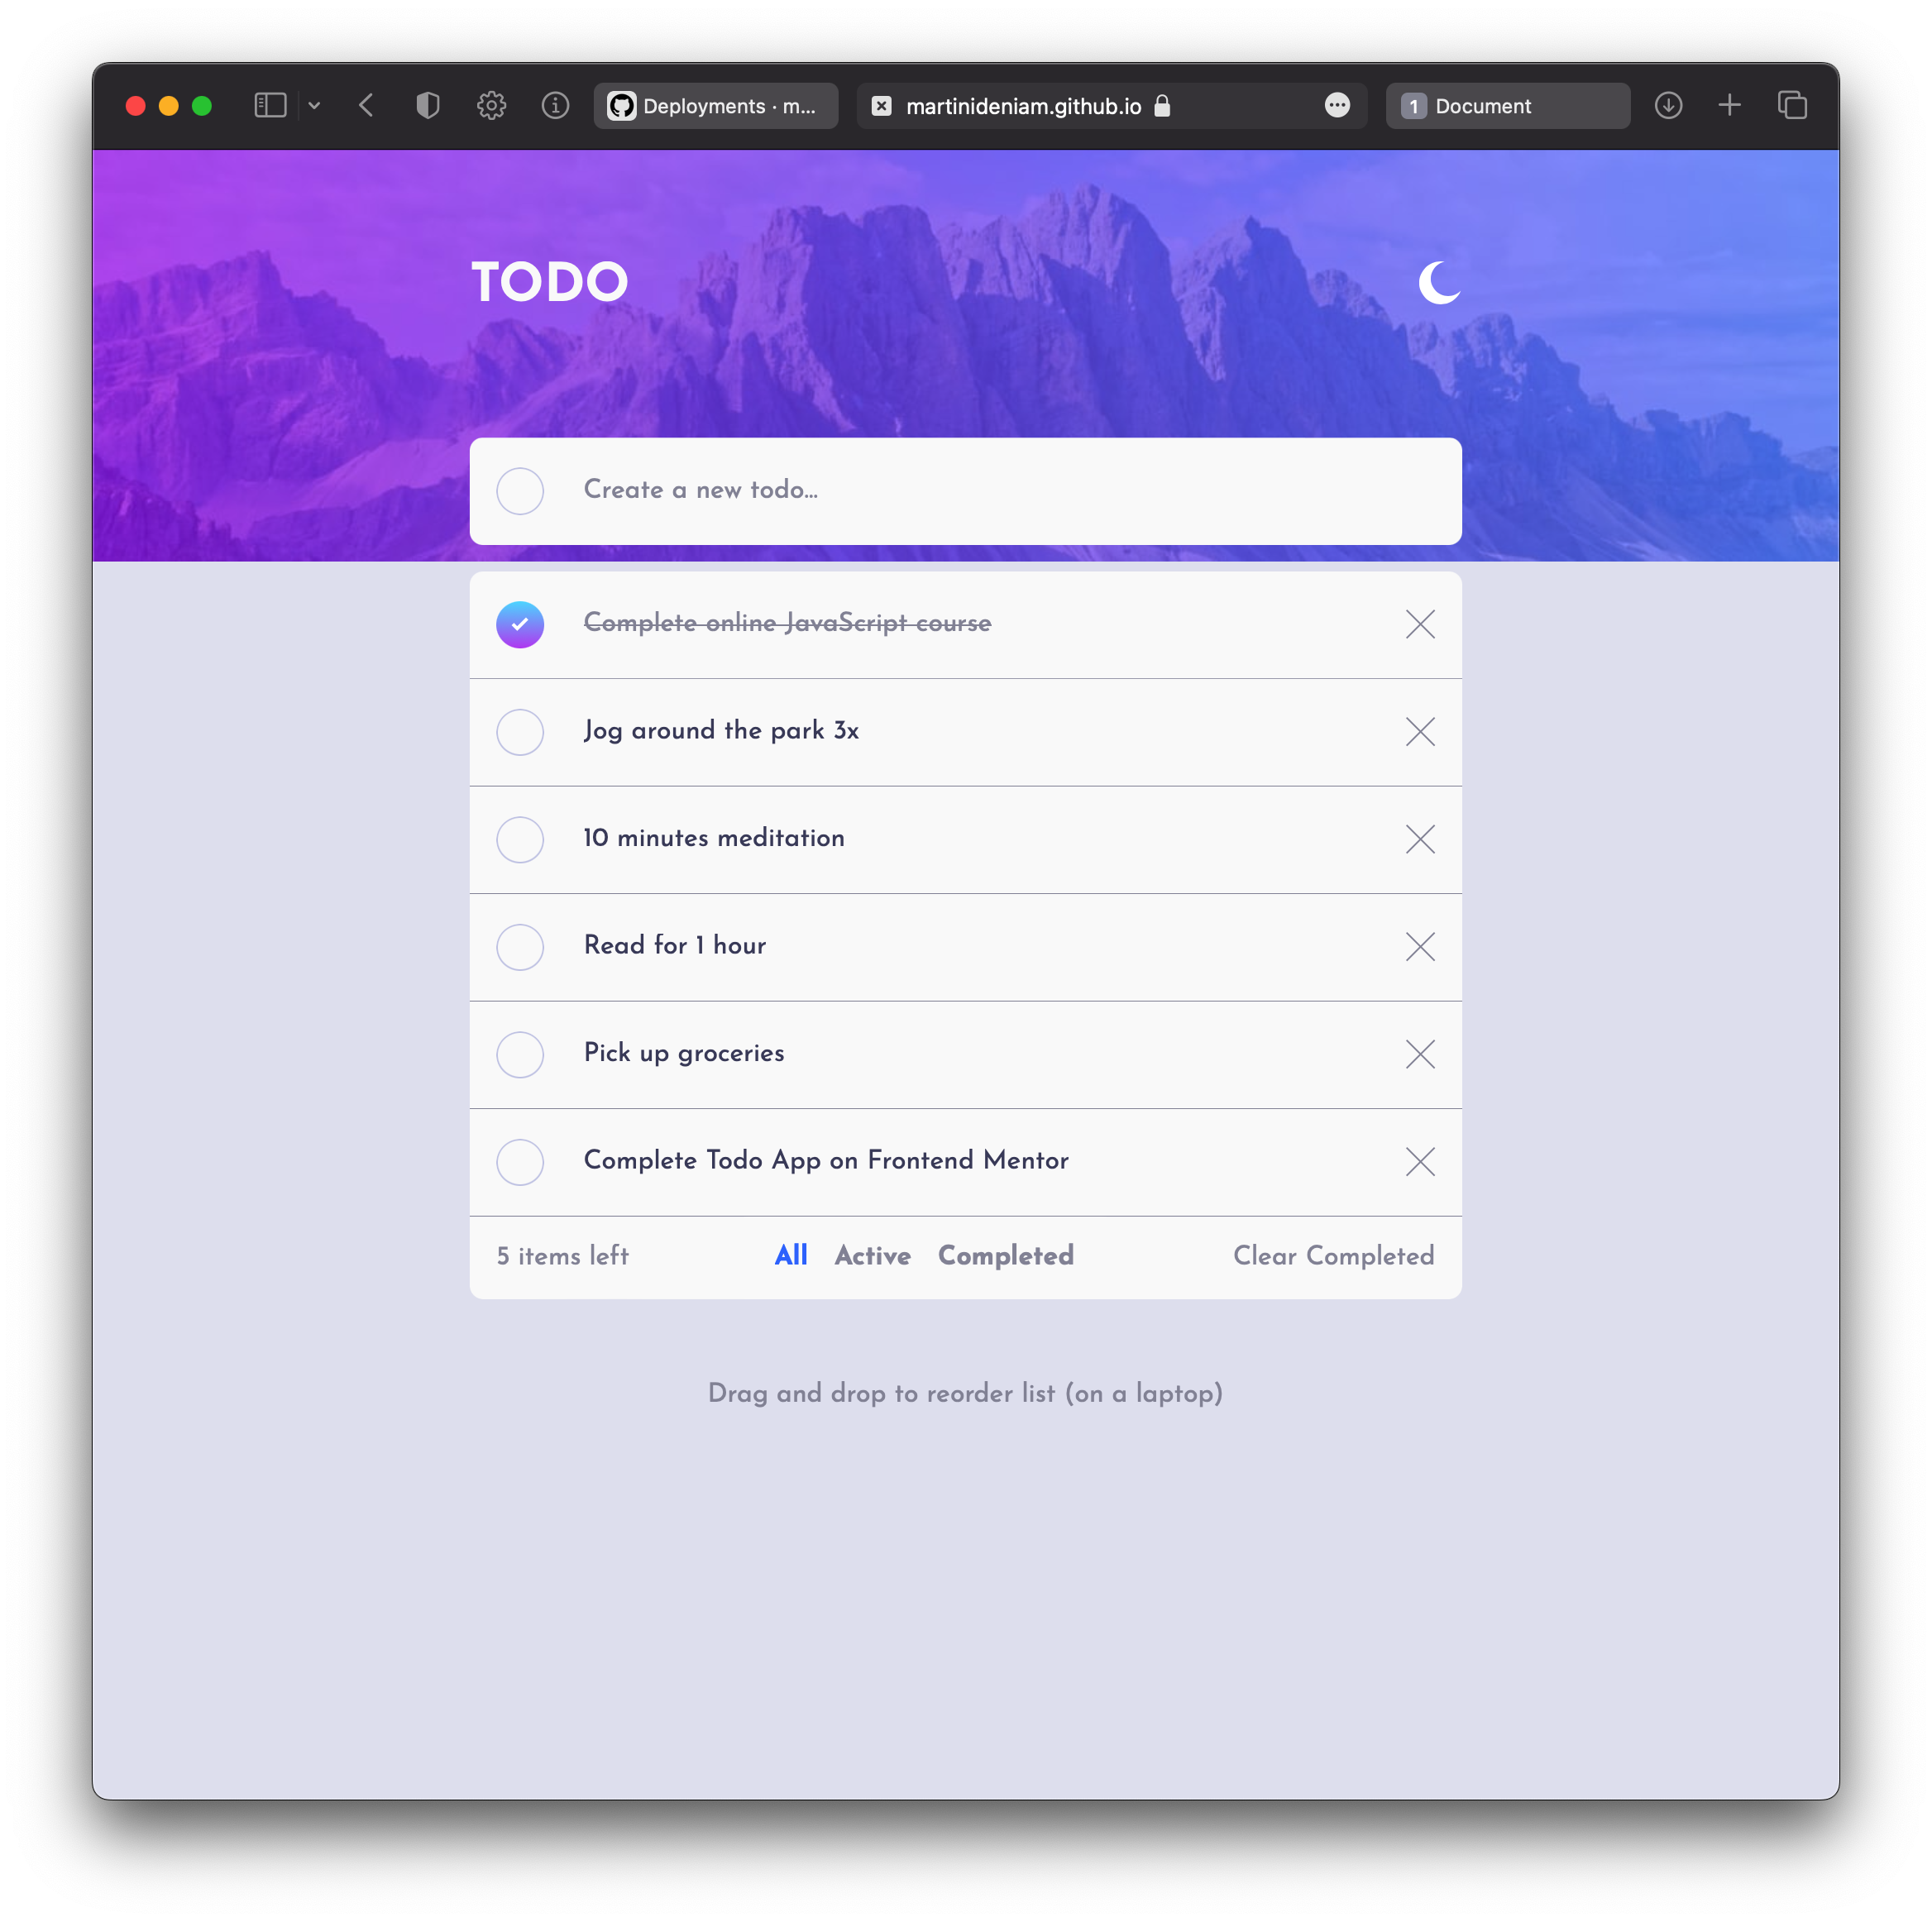 Deployments · m...
martinideniam.github.io
1 Document
TODO
Create a new todo...
Complete online JavaScript course
Jog around the park 3x
10 minutes meditation
Read for 1 hour
Pick up groceries
Complete Todo App on Frontend Mentor
5 items left All Active Completed Clear Completed
Drag and drop to reorder list (on a laptop)